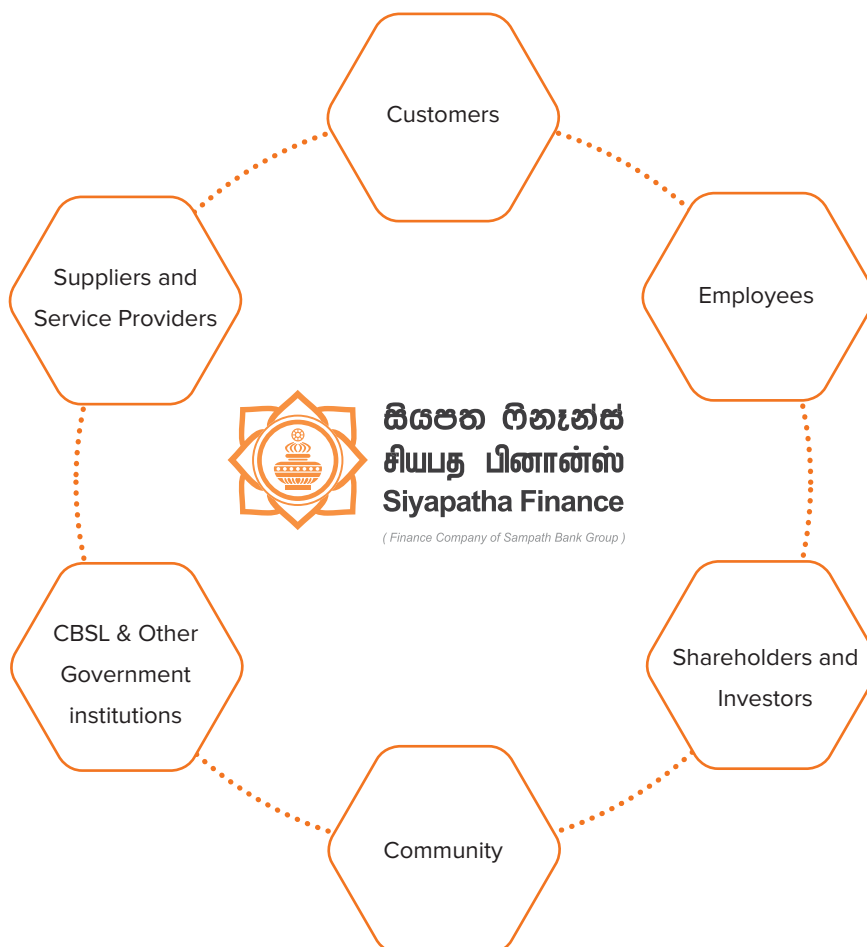 Customers
Employees
Suppliers and
Service Providers
සියපත ෆිනෑන්ස්
சியபத பினான்ஸ்
Siyapatha Finance
( Finance Company of Sampath Bank Group )
CBSL & Other
Government
institutions
Shareholders and
Investors
Community